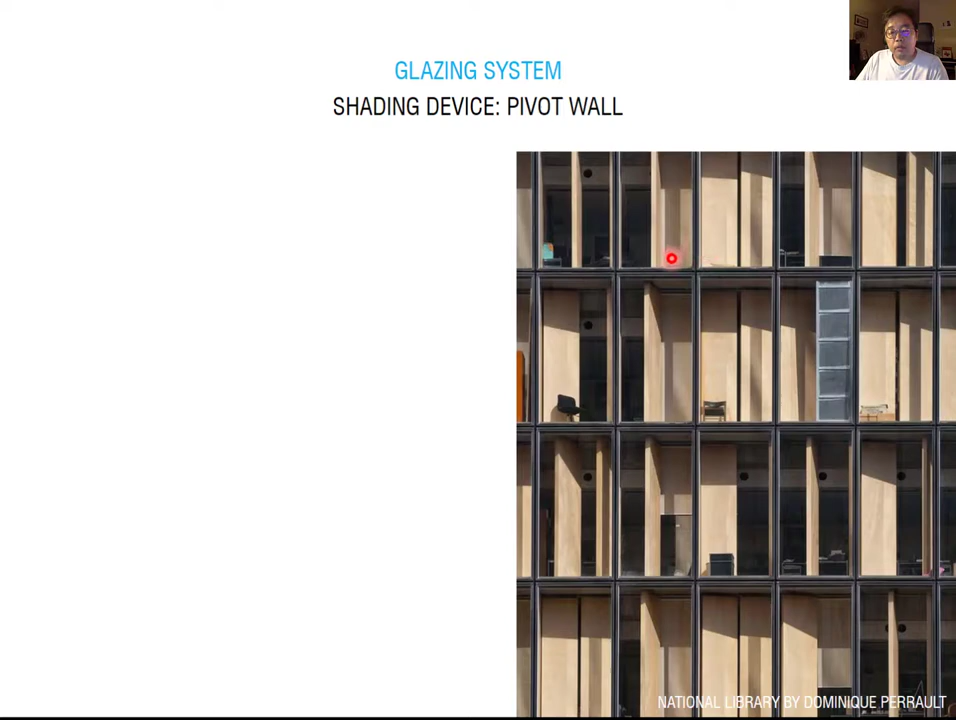 GLAZING SYSTEM
SHADING DEVICE: PIVOT WALL
NATIONAL LIBRARY BY DOMINIQUE PERRAULT